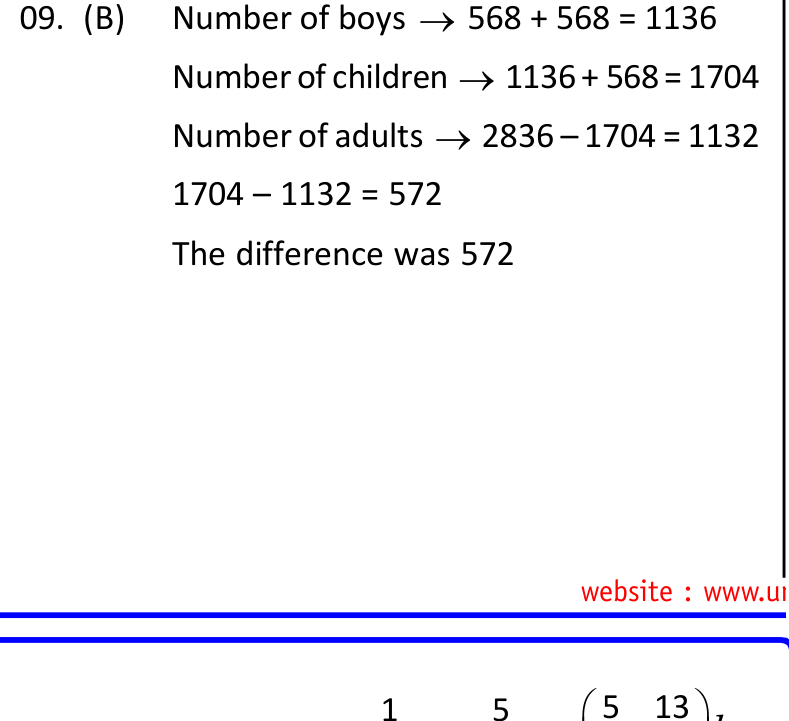 09. (B) Number of boys → 568 + 568 = 1136
Number of children → 1136 + 568 = 1704
Number of adults → 2836 – 1704 = 1132
1704 – 1132 = 572
The difference was 572
website : www.u
1 5 ( 5 13 )